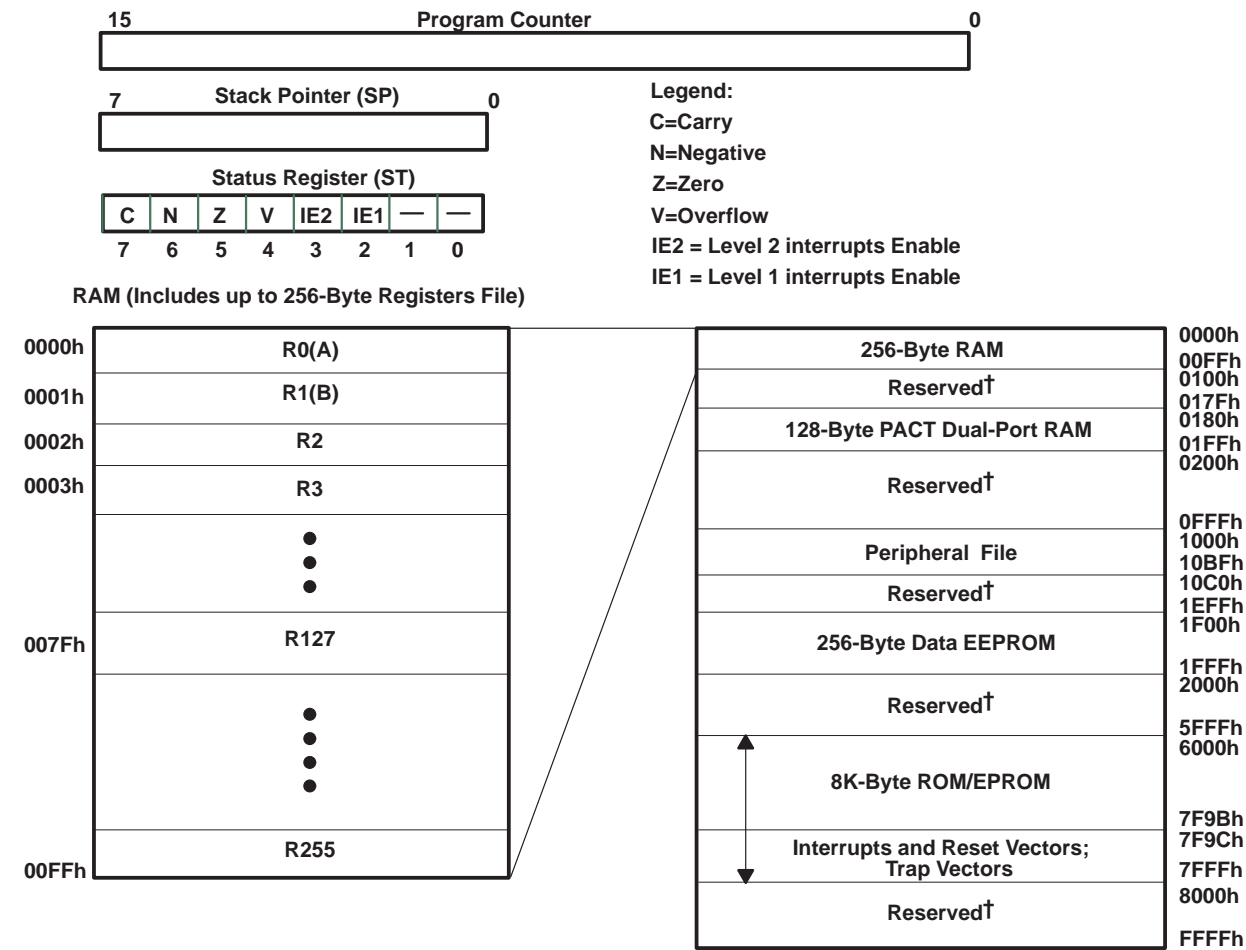 15 Program Counter 0
7 Stack Pointer (SP) 0
Status Register (ST)
C N Z V IE2 IE1 — —
7 6 5 4 3 2 1 0
Legend:
C=Carry
N=Negative
Z=Zero
V=Overflow
IE2 = Level 2 interrupts Enable
IE1 = Level 1 interrupts Enable
RAM (Includes up to 256-Byte Registers File)
0000h R0(A)
0001h R1(B)
0002h R2
0003h R3
007Fh R127
R255
00FFh
0000h
256-Byte RAM
00FFh
0100h
Reserved†
017Fh
0180h
128-Byte PACT Dual-Port RAM
01FFh
0200h
Reserved†
0FFFh
1000h
Peripheral File
10BFh
10C0h
Reserved†
1EFFh
1F00h
256-Byte Data EEPROM
1FFFh
2000h
Reserved†
5FFFh
6000h
8K-Byte ROM/EPROM
7F9Bh
7F9Ch
Interrupts and Reset Vectors;
Trap Vectors
7FFFh
8000h
Reserved†
FFFFh